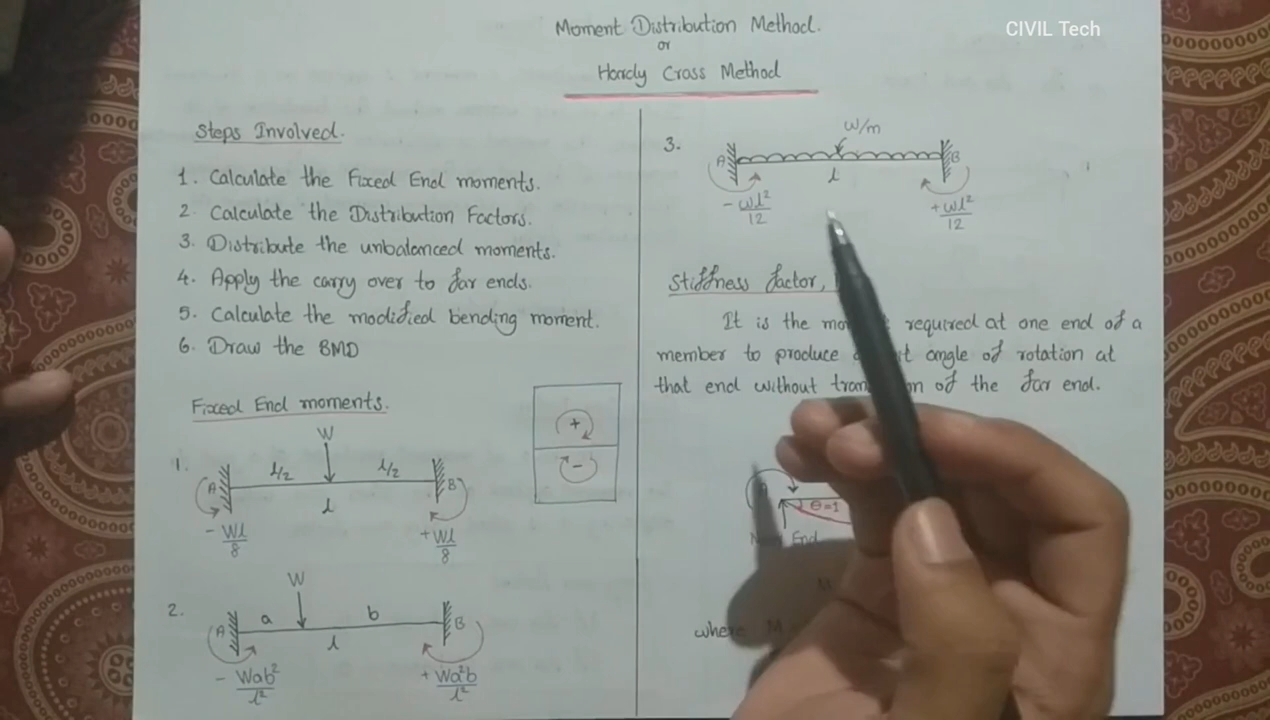 CIVIL Tech
Moment Distribution Method.
or
Hardy Cross Method
Steps Involved.
1. Calculate the Fixed End moments.
2. Calculate the Distribution Factors.
3. Distribute the unbalanced moments.
4. Apply the carry over to far ends.
5. Calculate the modified bending moment.
6. Draw the BMD
Fixed End moments.
+
-
1.
W
A l/2 l/2 B
l
- Wl/8 + Wl/8
2.
W
A a b B
l
- Wab²/l² + Wa²b/l²
3.
W/m
A B
l
- wl²/12 + wl²/12
Stiffness factor,
It is the required at one end of a
member to produce angle of rotation at
that end without of the far end.
θ=1
End
where M